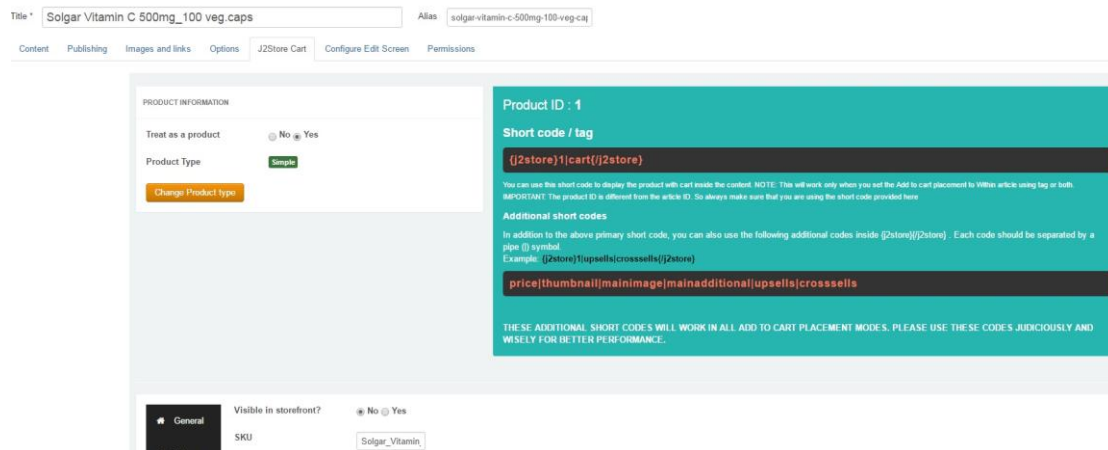 Title * Solgar Vitamin C 500mg_100 veg.caps Alias solgar-vitamin-c-500mg-100-veg-cap
Content Publishing Images and links Options J2Store Cart Configure Edit Screen Permissions
PRODUCT INFORMATION
Treat as a product No Yes
Product Type Simple
Change Product type
Product ID : 1
Short code / tag
{j2store}1|cart{/j2store}
You can use this short code to display the product with cart inside the content. NOTE: This will work only when you set the Add to cart placement to Within article using tag or both
IMPORTANT: The product ID is different from the article ID. So always make sure that you are using the short code provided here
Additional short codes
In addition to the above primary short code, you can also use the following additional codes inside {j2store}{/j2store} . Each code should be separated by a
pipe (|) symbol.
Example: {j2store}1|upsells|crosssells{/j2store}
price|thumbnail|mainimage|mainadditional|upsells|crosssells
THESE ADDITIONAL SHORT CODES WILL WORK IN ALL ADD TO CART PLACEMENT MODES. PLEASE USE THESE CODES JUDICIOUSLY AND
WISELY FOR BETTER PERFORMANCE.
General
Visible in storefront? No Yes
SKU Solgar_Vitamin_